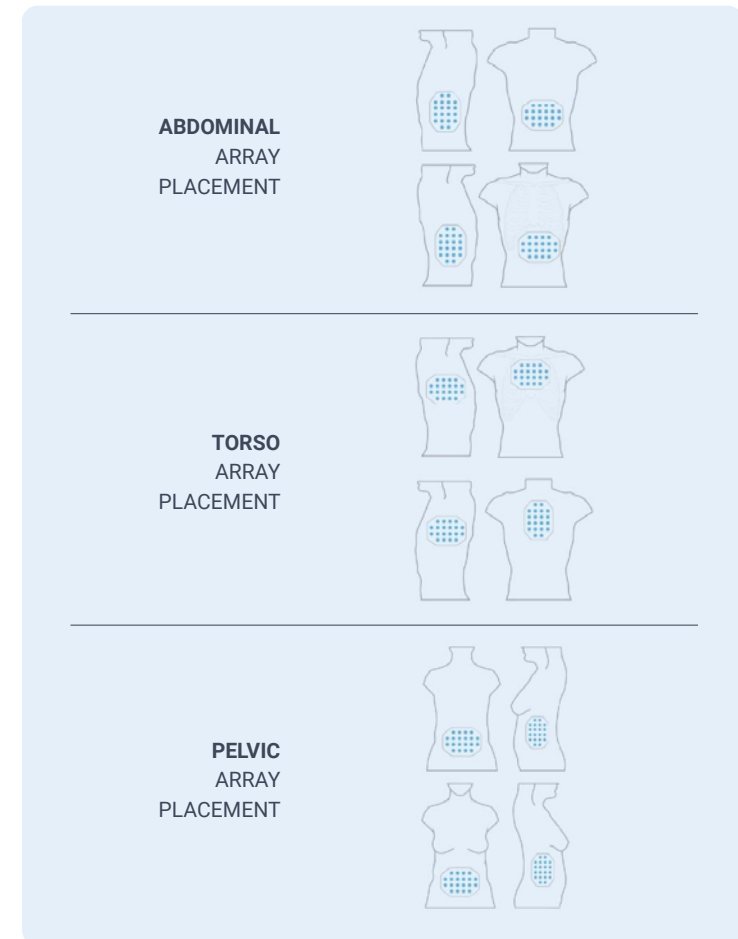 ABDOMINAL
ARRAY
PLACEMENT
TORSO
ARRAY
PLACEMENT
PELVIC
ARRAY
PLACEMENT